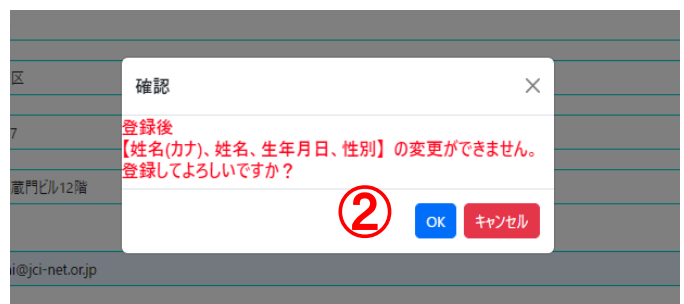 区
確認
7
登録後
【姓名(カナ)、姓名、生年月日、性別】の変更ができません。
登録してよろしいですか？
蔵門ビル12階
②
OK
キャンセル
i@jci-net.or.jp